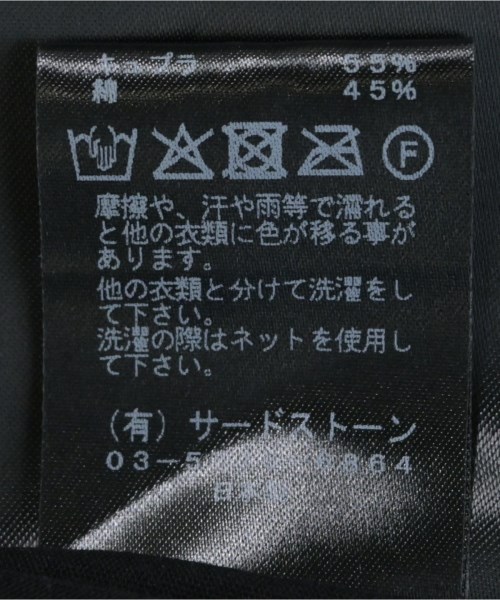 キュプラ 55%
綿 45%
F
摩擦や、汗や雨等で濡れる
と他の衣類に色が移る事が
あります。
他の衣類と分けて洗濯をし
て下さい。
洗濯の際はネットを使用し
て下さい。
(有)サードストーン
日本製